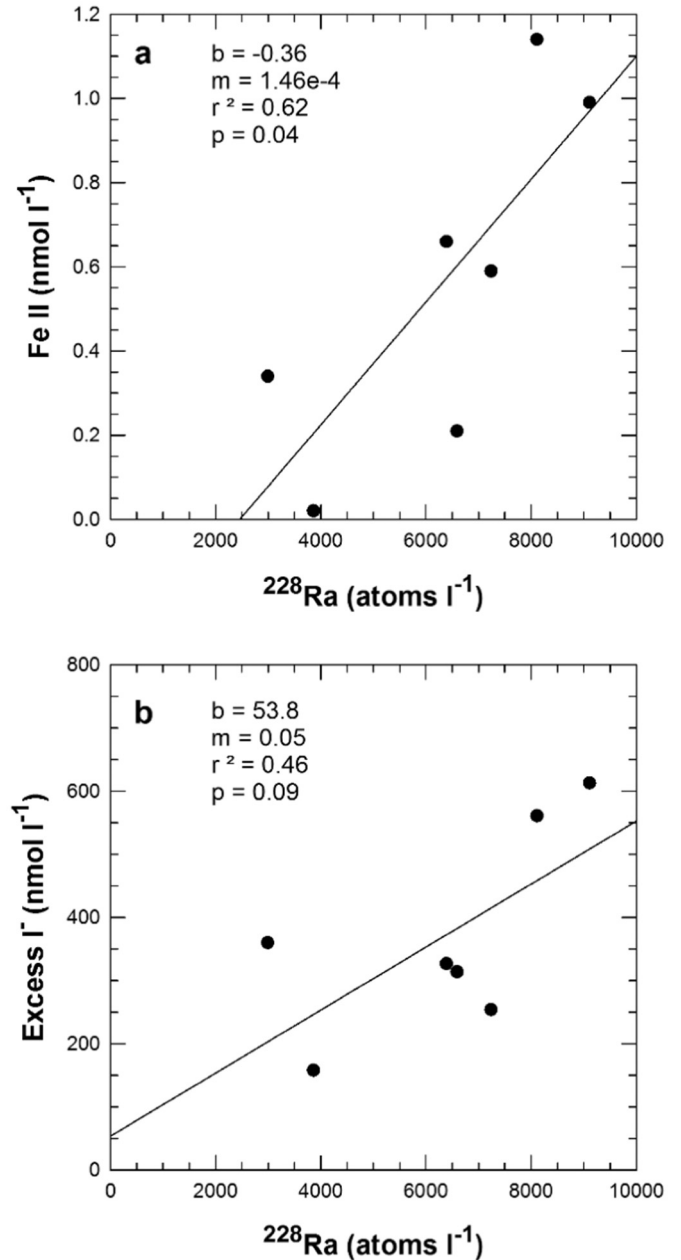 a
b = -0.36
m = 1.46e-4
r ² = 0.62
p = 0.04
Fe II (nmol l⁻¹)
1.2
1.0
0.8
0.6
0.4
0.2
0.0
0 2000 4000 6000 8000 10000
²²⁸Ra (atoms l⁻¹)
b
b = 53.8
m = 0.05
r ² = 0.46
p = 0.09
Excess I⁻ (nmol l⁻¹)
800
600
400
200
0
0 2000 4000 6000 8000 10000
²²⁸Ra (atoms l⁻¹)